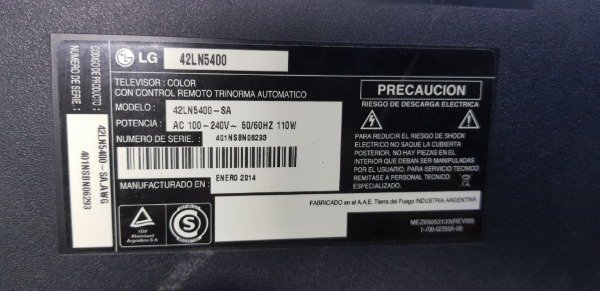 LG 42LN5400
TELEVISOR : COLOR
CON CONTROL REMOTO TRINORMA AUTOMATICO
MODELO : 42LN5400-SA
POTENCIA : AC 100-240V~ 50/60HZ 110W
NUMERO DE SERIE. : 401NSBN06293
ENERO 2014
PRECAUCION
RIESGO DE DESCARGA ELECTRICA
PARA REDUCIR EL RIESGO DE SHOCK
ELECTRICO NO SAQUE LA CUBIERTA
POSTERIOR. NO HAY PIEZAS EN EL
INTERIOR QUE DEBAN SER MANIPULADAS
POR EL USUARIO, PARA SU SERVICIO TECNICO
REMITASE A PERSONAL TECNICO
ESPECIALIZADO.
FABRICADO en el A.A.E. Tierra del Fuego INDUSTRIA ARGENTINA
TÜV
Rheinland
Argentina S.A
CODIGO DE PRODUCTO :
42LN5400-SA.AWG
NUMERO DE SERIE :
401NSBN06293